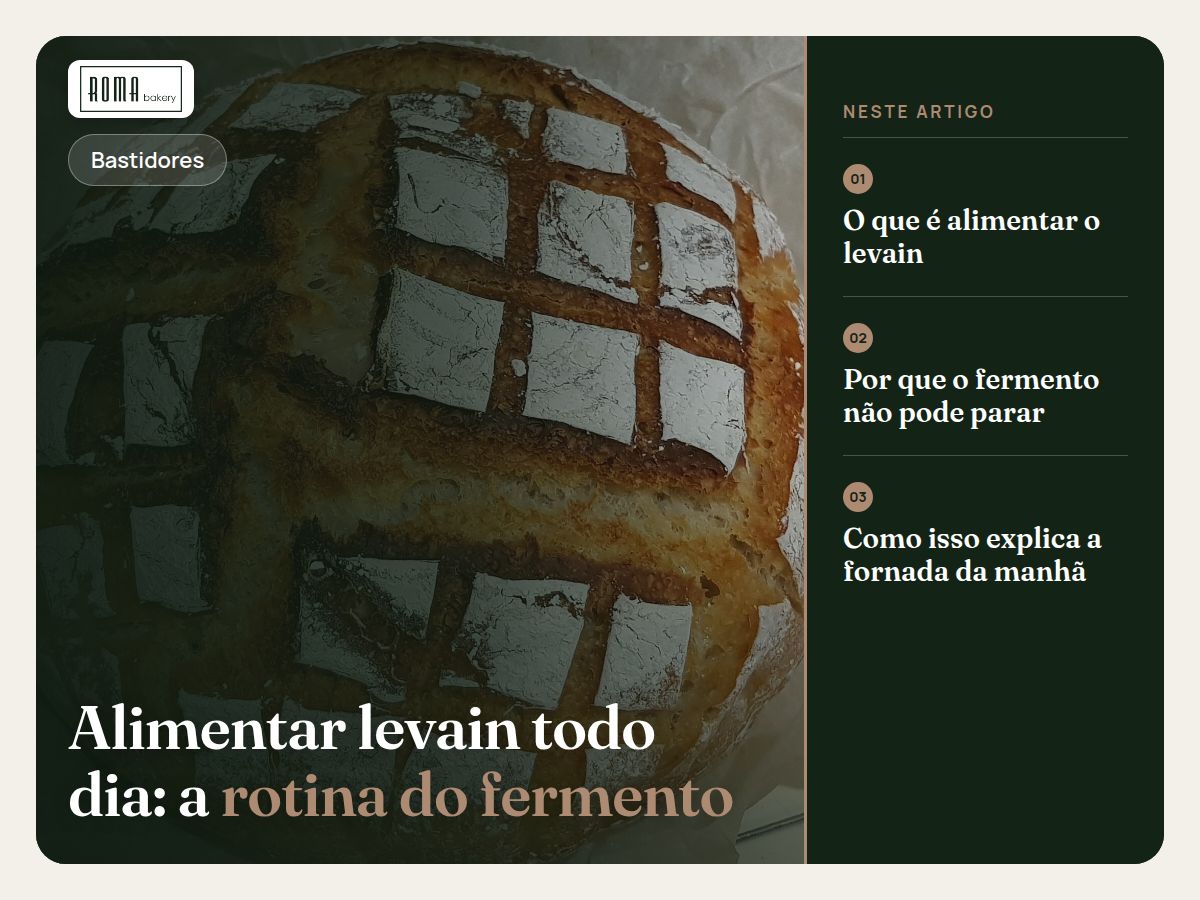 ROMA bakery
Bastidores
Alimentar levain todo
dia: a rotina do fermento
NESTE ARTIGO
01
O que é alimentar o
levain
02
Por que o fermento
não pode parar
03
Como isso explica a
fornada da manhã